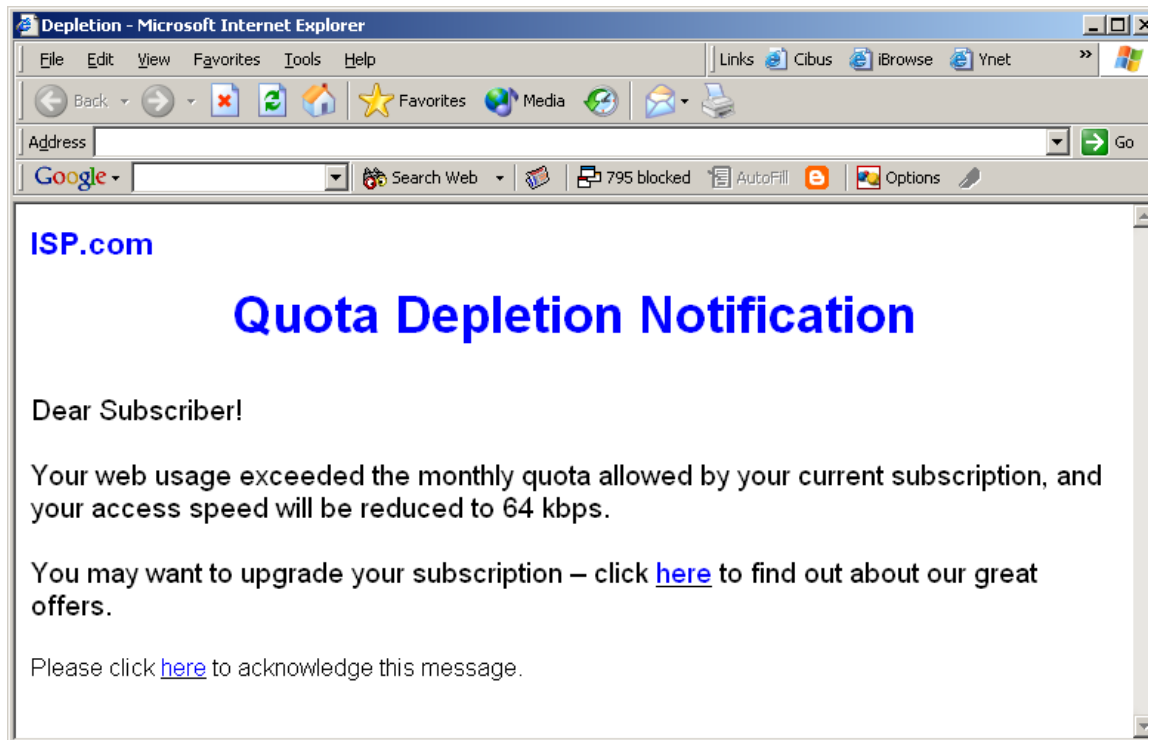 Depletion - Microsoft Internet Explorer
File Edit View Favorites Tools Help Links Cibus iBrowse Ynet »
Back Favorites Media
Address Go
Google Search Web 795 blocked AutoFill Options
ISP.com
Quota Depletion Notification
Dear Subscriber!
Your web usage exceeded the monthly quota allowed by your current subscription, and
your access speed will be reduced to 64 kbps.
You may want to upgrade your subscription – click here to find out about our great
offers.
Please click here to acknowledge this message.